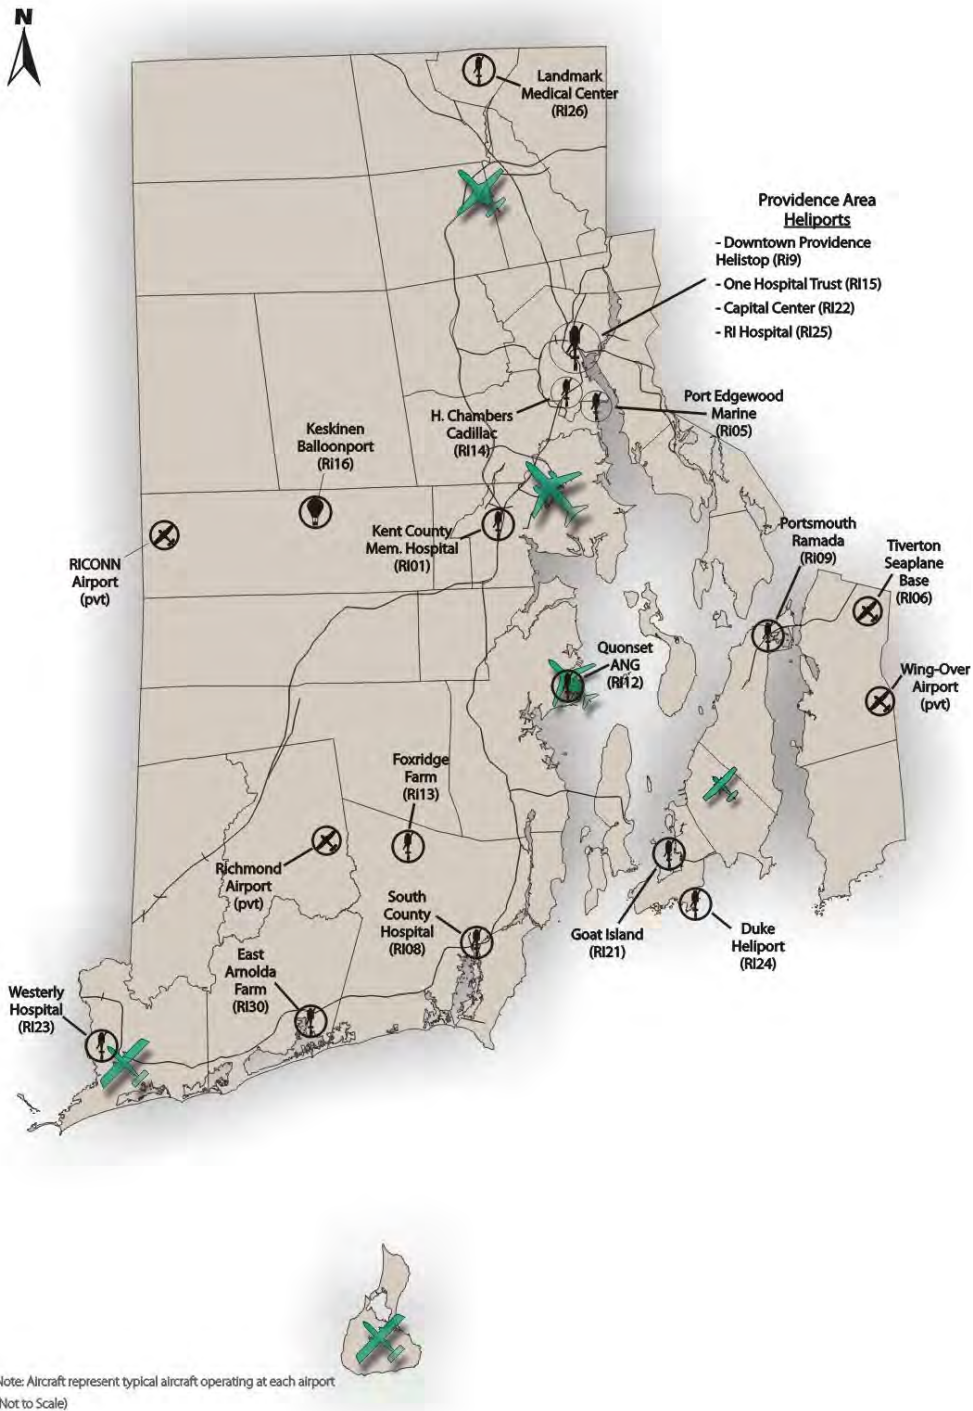 N
Landmark
Medical Center
(RI26)
Providence Area
Heliports
- Downtown Providence
Helistop (Ri9)
- One Hospital Trust (RI15)
- Capital Center (RI22)
- RI Hospital (RI25)
Port Edgewood
Marine
(Ri05)
H. Chambers
Cadillac
(RI14)
Keskinen
Balloonport
(Ri16)
Kent County
Mem. Hospital
(RI01)
RICONN
Airport
(pvt)
Portsmouth
Ramada
(RI09)
Tiverton
Seaplane
Base
(RI06)
Quonset
ANG
(RI12)
Wing-Over
Airport
(pvt)
Foxridge
Farm
(Ri13)
Richmond
Airport
(pvt)
South
County
Hospital
(RI08)
Goat Island
(RI21)
Duke
Heliport
(RI24)
East
Arnolda
Farm
(RI30)
Westerly
Hospital
(RI23)
Note: Aircraft represent typical aircraft operating at each airport
Not to Scale)